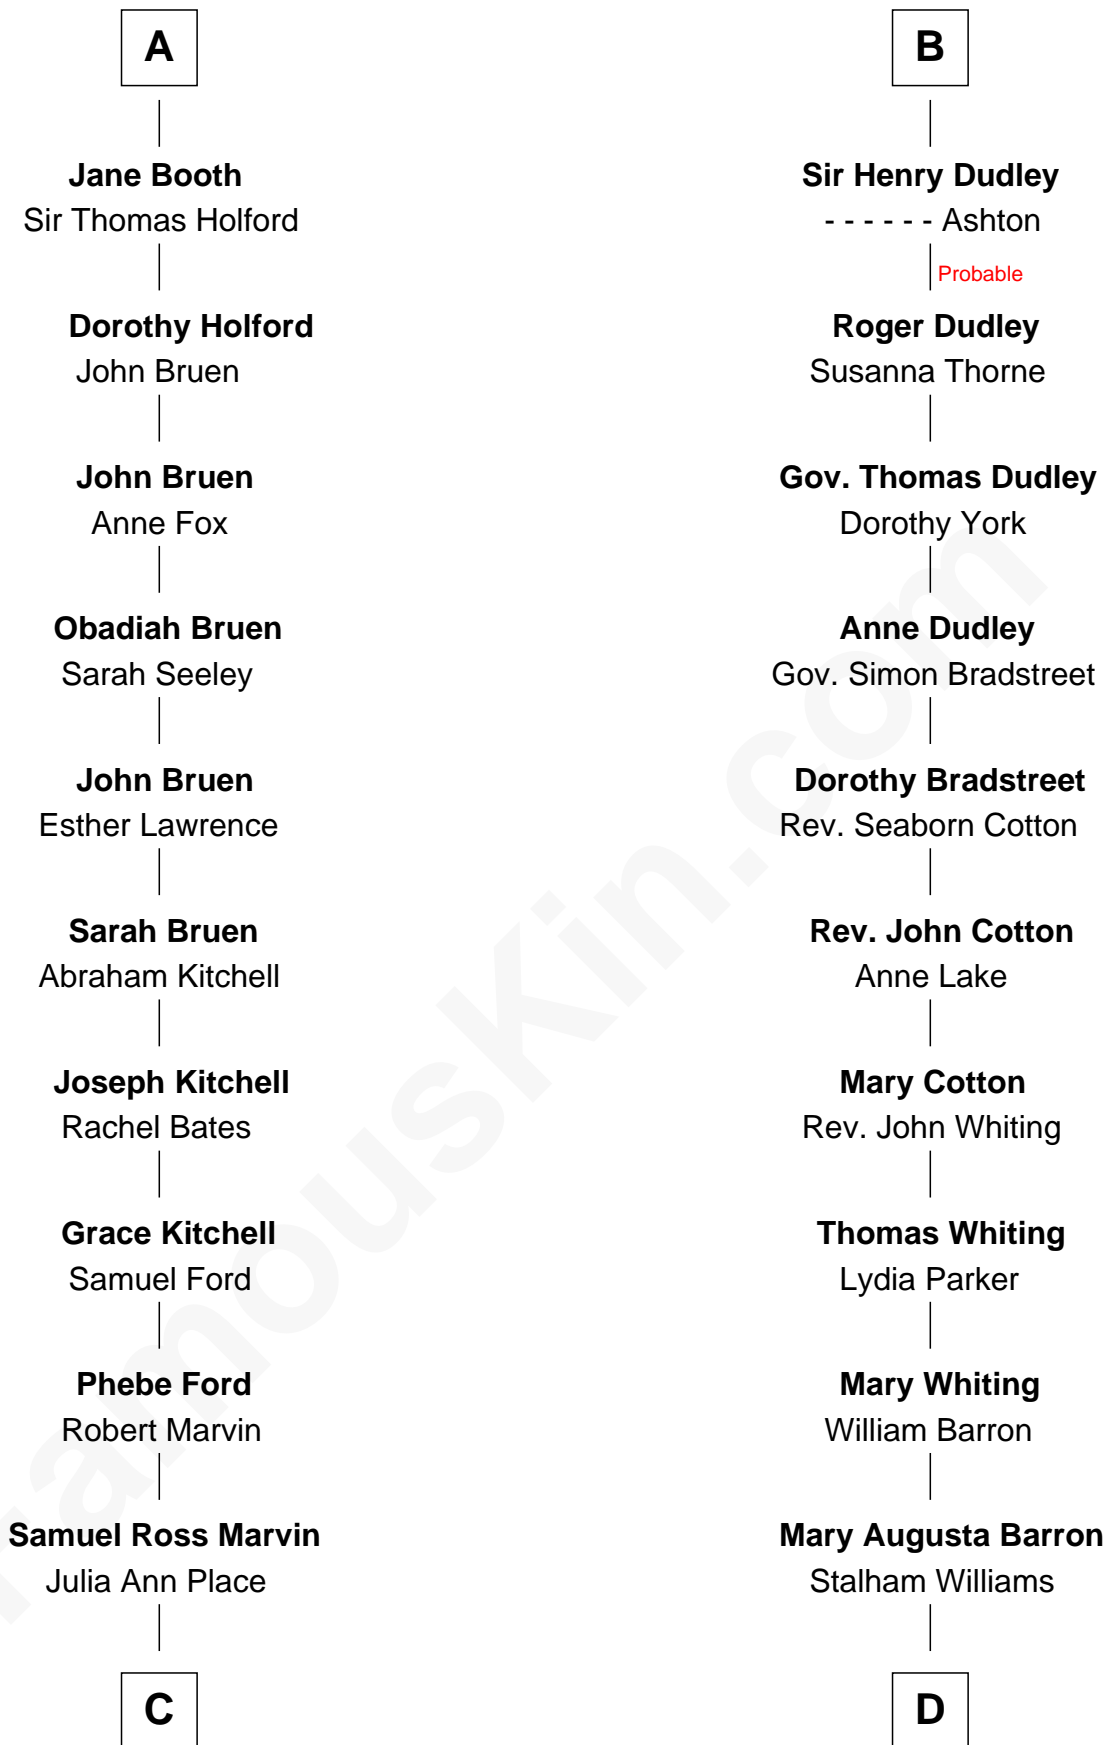 A
Jane Booth
Sir Thomas Holford
Dorothy Holford
John Bruen
John Bruen
Anne Fox
Obadiah Bruen
Sarah Seeley
John Bruen
Esther Lawrence
Sarah Bruen
Abraham Kitchell
Joseph Kitchell
Rachel Bates
Grace Kitchell
Samuel Ford
Phebe Ford
Robert Marvin
Samuel Ross Marvin
Julia Ann Place
C
B
Sir Henry Dudley
- - - - - - Ashton
Probable
Roger Dudley
Susanna Thorne
Gov. Thomas Dudley
Dorothy York
Anne Dudley
Gov. Simon Bradstreet
Dorothy Bradstreet
Rev. Seaborn Cotton
Rev. John Cotton
Anne Lake
Mary Cotton
Rev. John Whiting
Thomas Whiting
Lydia Parker
Mary Whiting
William Barron
Mary Augusta Barron
Stalham Williams
D
FamousKin.com